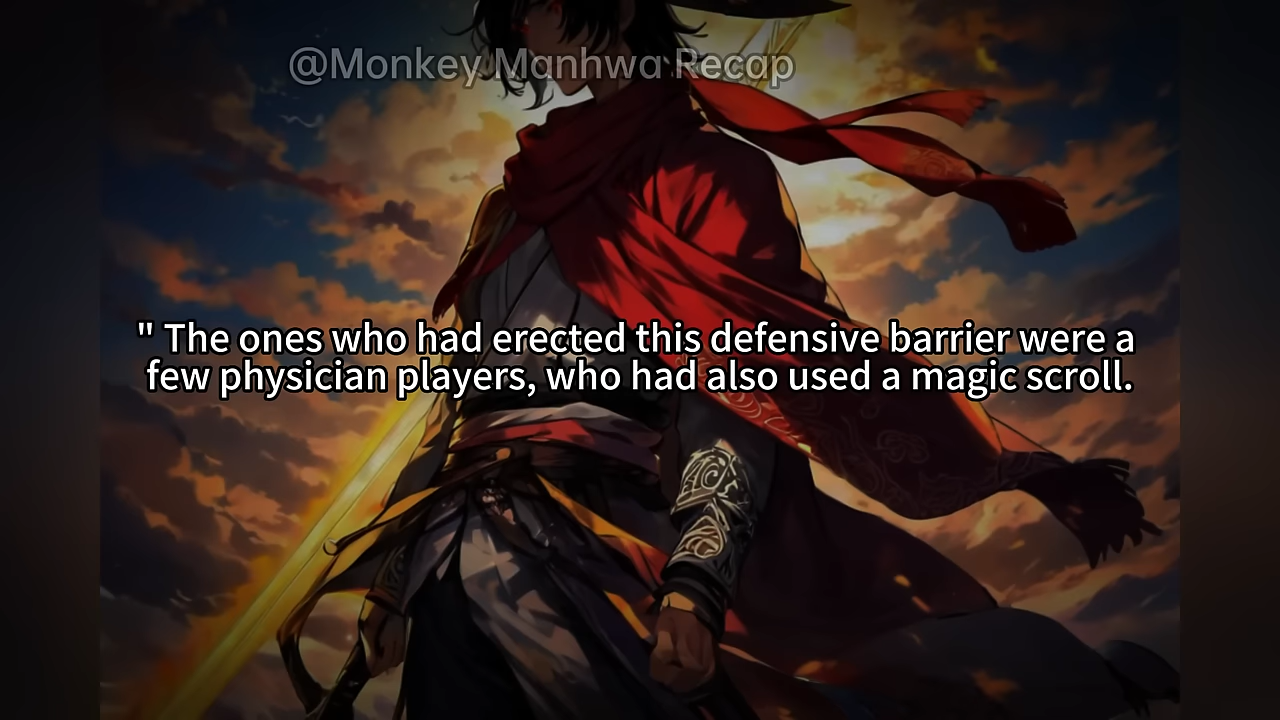 @Monkey Manhwa Recap
" The ones who had erected this defensive barrier were a
few physician players, who had also used a magic scroll.